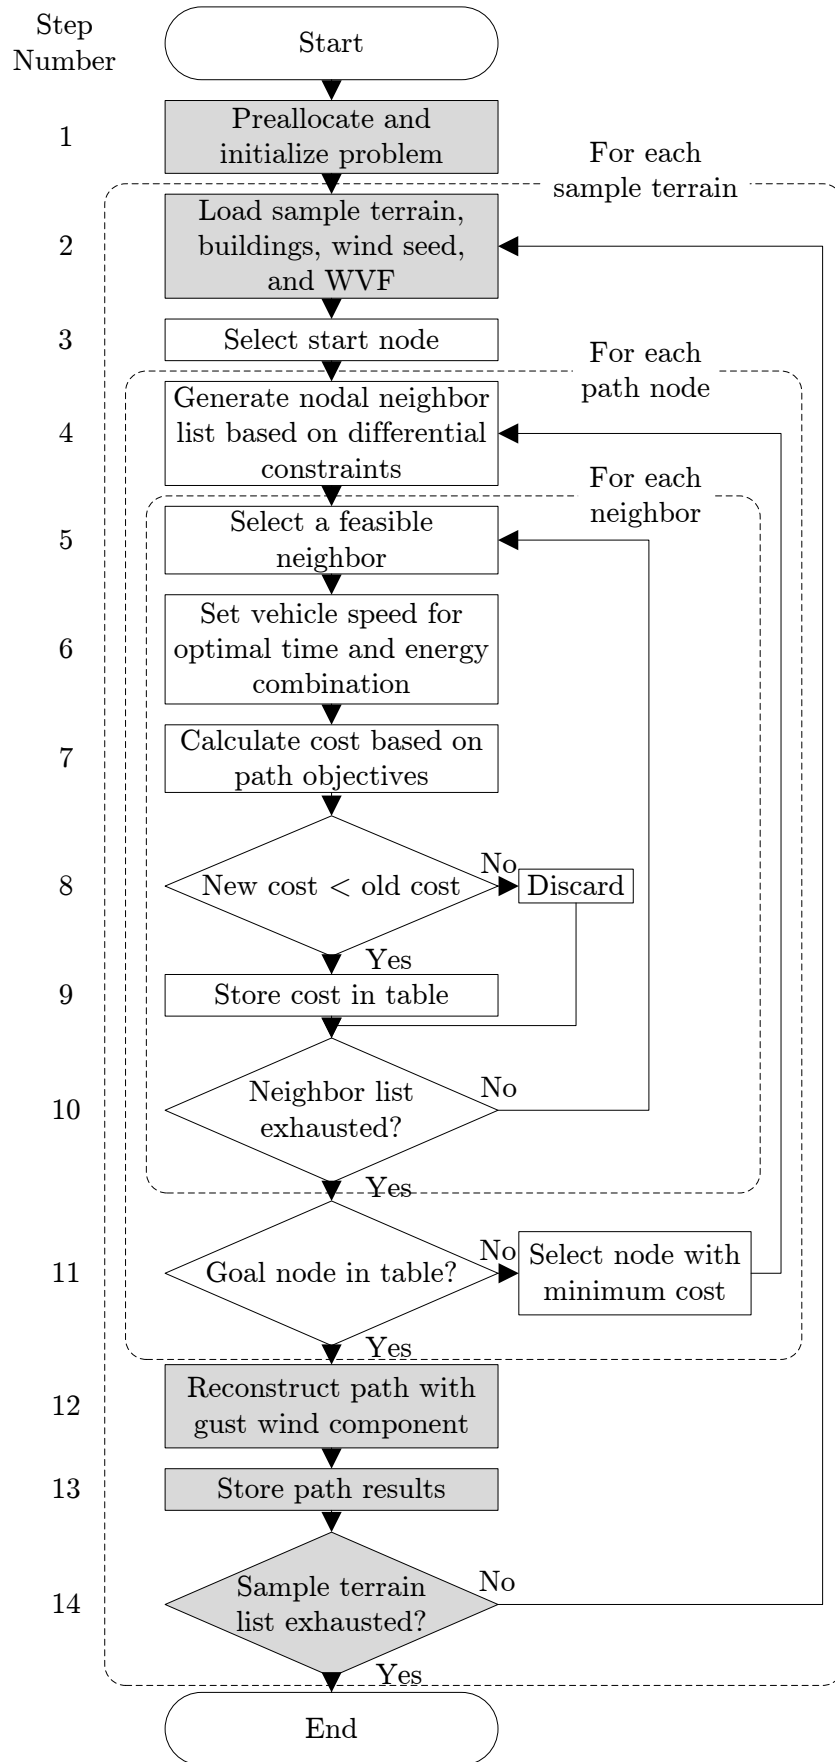 Step
Number
Start
1
Preallocate and
initialize problem
For each
sample terrain
2
Load sample terrain,
buildings, wind seed,
and WVF
3
Select start node
For each
path node
4
Generate nodal neighbor
list based on differential
constraints
For each
neighbor
5
Select a feasible
neighbor
6
Set vehicle speed for
optimal time and energy
combination
7
Calculate cost based on
path objectives
8
New cost < old cost
No
Discard
Yes
9
Store cost in table
10
Neighbor list
exhausted?
No
Yes
11
Goal node in table?
No
Select node with
minimum cost
Yes
12
Reconstruct path with
gust wind component
13
Store path results
14
Sample terrain
list exhausted?
No
Yes
End